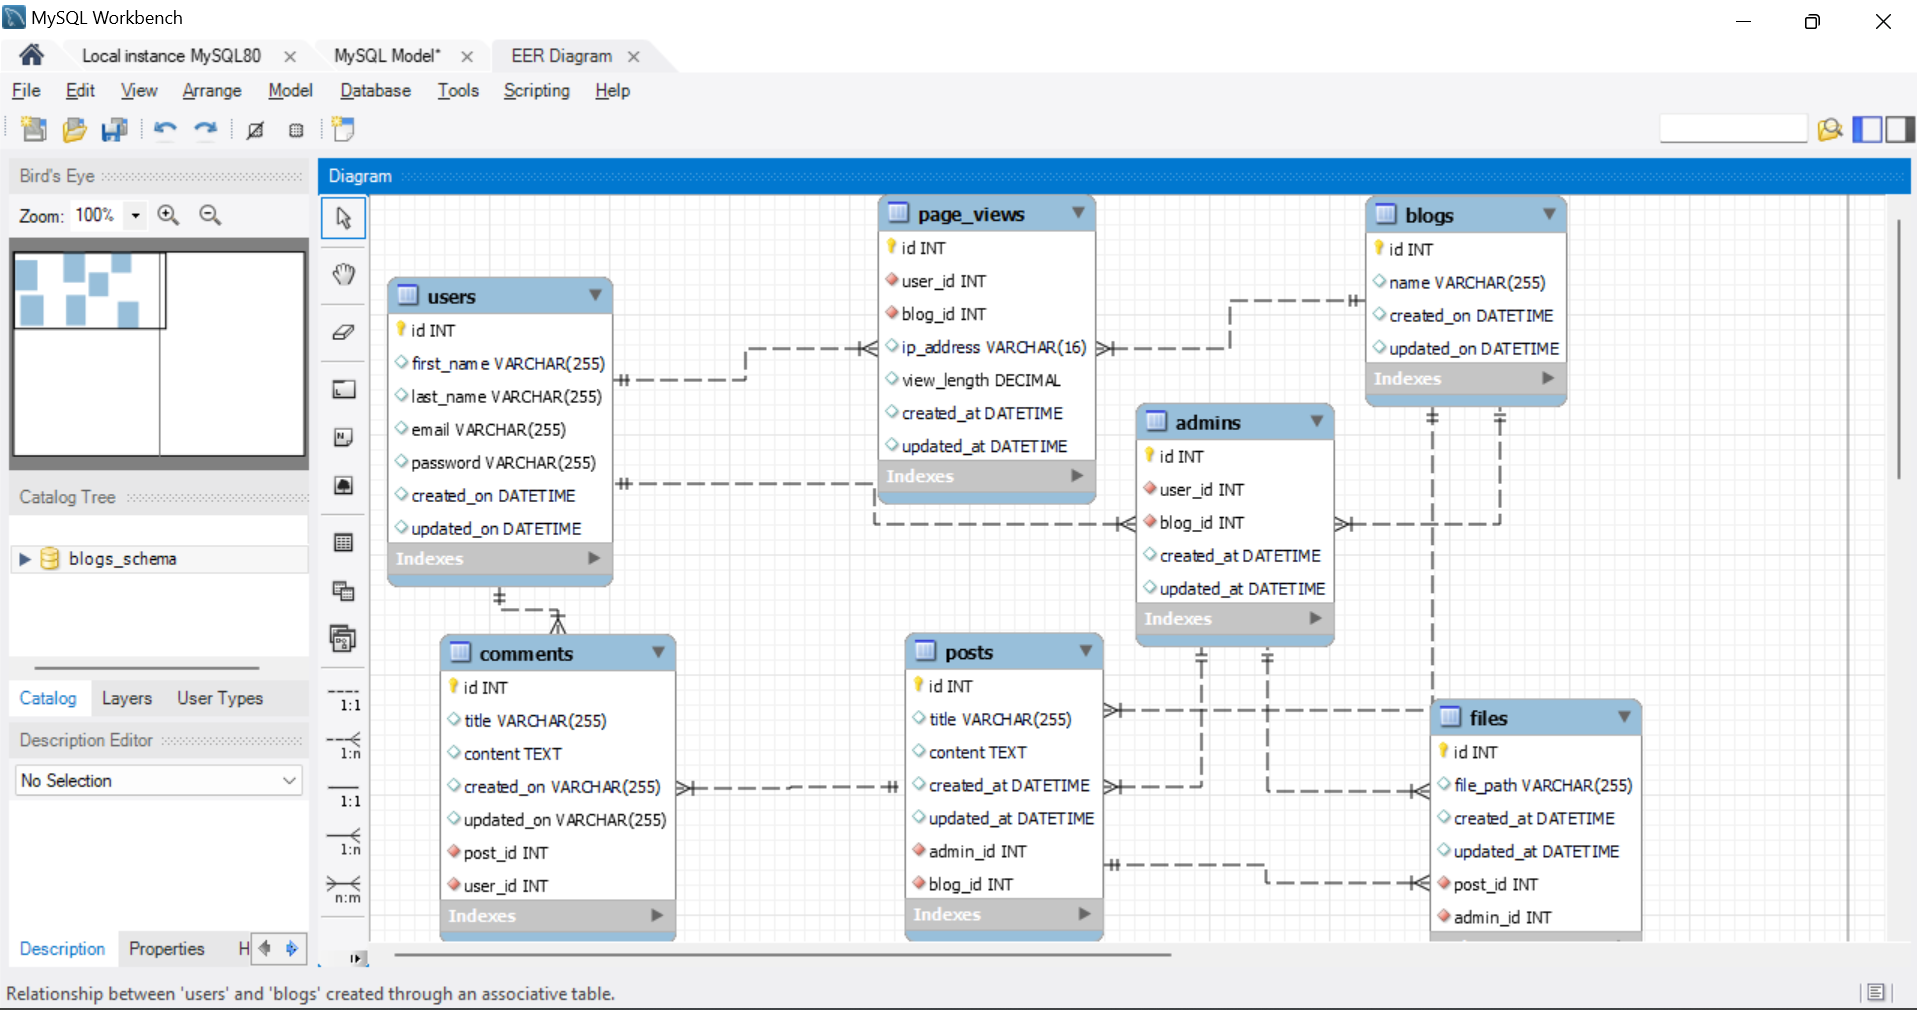 MySQL Workbench
Local instance MySQL80
MySQL Model*
EER Diagram
File Edit View Arrange Model Database Tools Scripting Help
Bird's Eye
Zoom: 100%
Catalog Tree
blogs_schema
Catalog Layers User Types
Description Editor
No Selection
Description Properties H
Diagram
1:1
1:n
1:1
1:n
n:m
users
id INT
first_name VARCHAR(255)
last_name VARCHAR(255)
email VARCHAR(255)
password VARCHAR(255)
created_on DATETIME
updated_on DATETIME
Indexes
page_views
id INT
user_id INT
blog_id INT
ip_address VARCHAR(16)
view_length DECIMAL
created_at DATETIME
updated_at DATETIME
Indexes
blogs
id INT
name VARCHAR(255)
created_on DATETIME
updated_on DATETIME
Indexes
admins
id INT
user_id INT
blog_id INT
created_at DATETIME
updated_at DATETIME
Indexes
comments
id INT
title VARCHAR(255)
content TEXT
created_on VARCHAR(255)
updated_on VARCHAR(255)
post_id INT
user_id INT
Indexes
posts
id INT
title VARCHAR(255)
content TEXT
created_at DATETIME
updated_at DATETIME
admin_id INT
blog_id INT
Indexes
files
id INT
file_path VARCHAR(255)
created_at DATETIME
updated_at DATETIME
post_id INT
admin_id INT
Relationship between 'users' and 'blogs' created through an associative table.